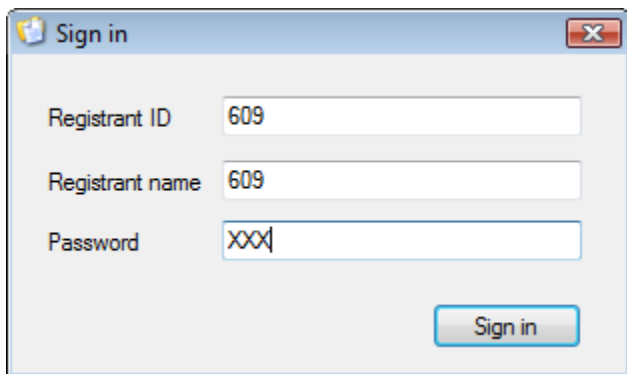 Sign in
Registrant ID 609
Registrant name 609
Password XXX
Sign in